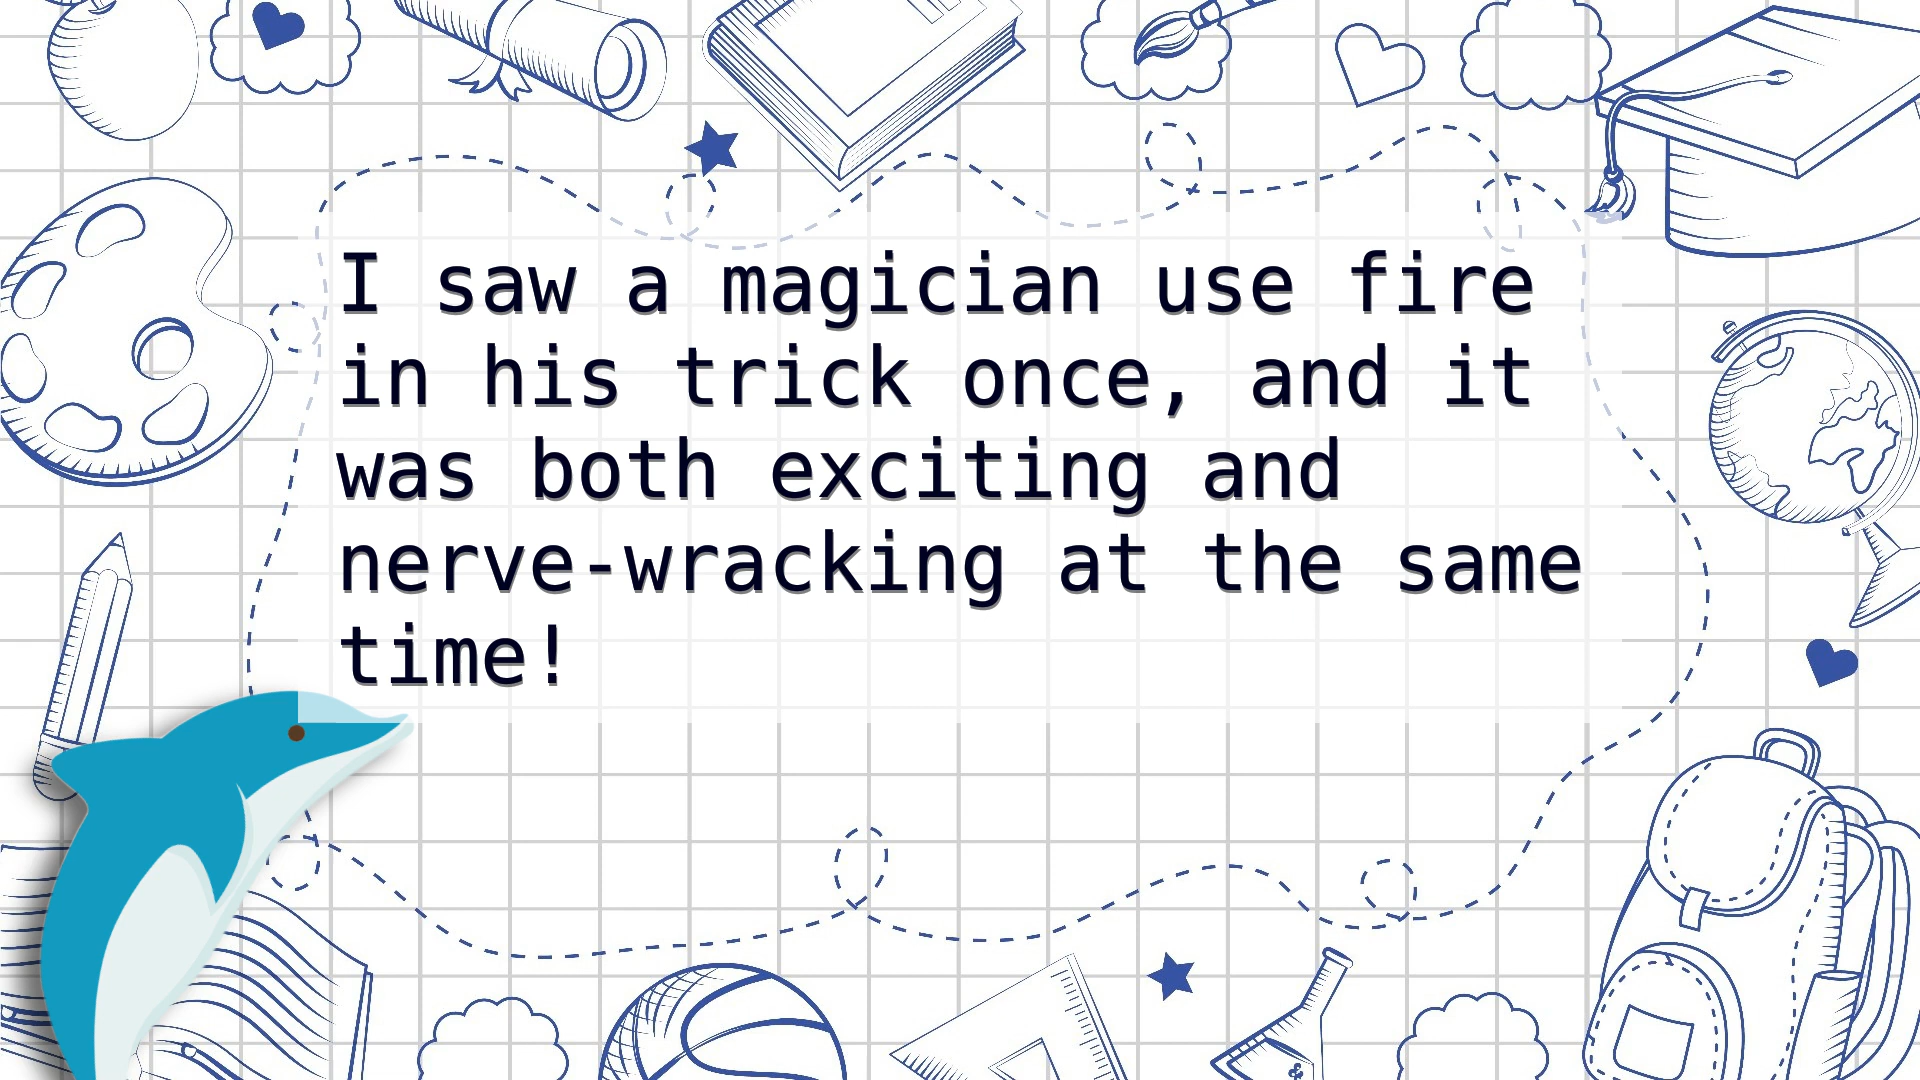 I saw a magician use fire
in his trick once, and it
was both exciting and
nerve-wracking at the same
time!